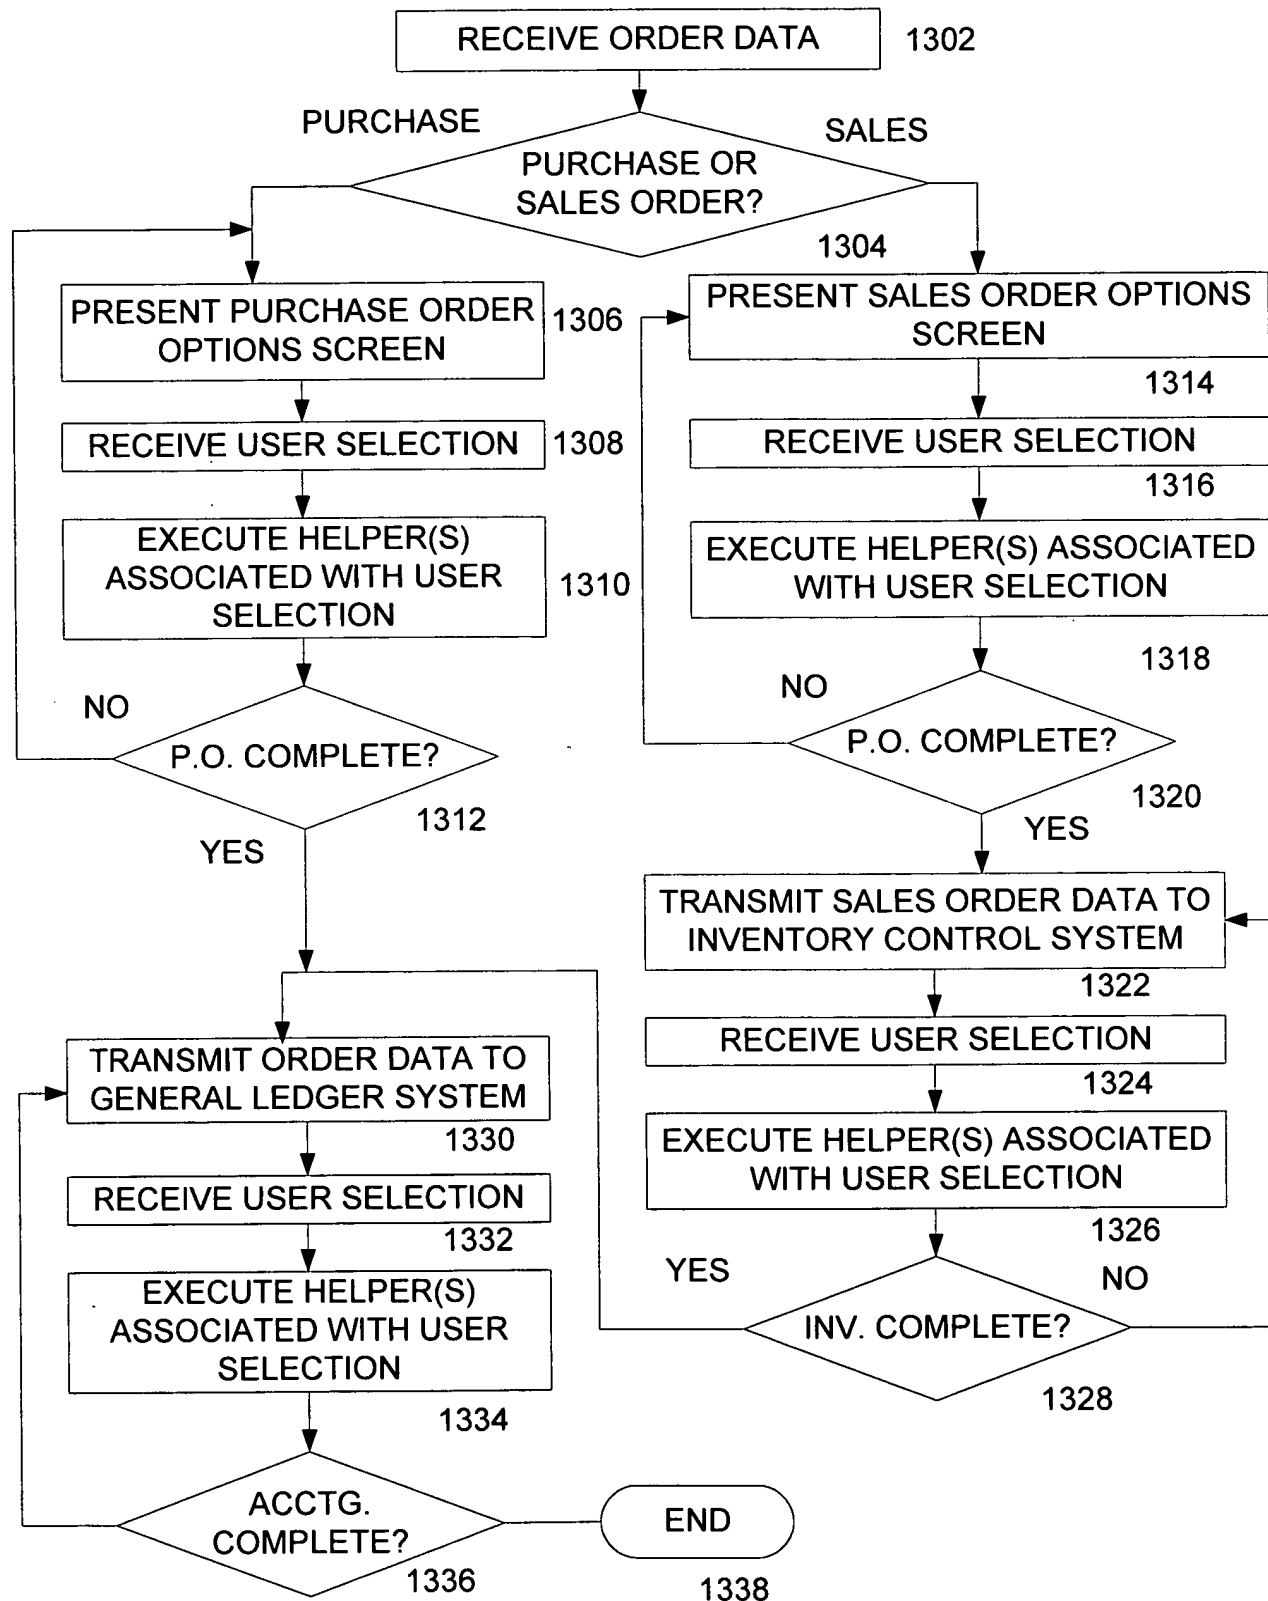 RECEIVE ORDER DATA
1302
PURCHASE
SALES
PURCHASE OR
SALES ORDER?
1304
PRESENT PURCHASE ORDER
OPTIONS SCREEN
1306
RECEIVE USER SELECTION
1308
EXECUTE HELPER(S)
ASSOCIATED WITH USER
SELECTION
1310
NO
P.O. COMPLETE?
1312
YES
PRESENT SALES ORDER OPTIONS
SCREEN
1314
RECEIVE USER SELECTION
1316
EXECUTE HELPER(S) ASSOCIATED
WITH USER SELECTION
1318
NO
P.O. COMPLETE?
1320
YES
TRANSMIT SALES ORDER DATA TO
INVENTORY CONTROL SYSTEM
1322
RECEIVE USER SELECTION
1324
EXECUTE HELPER(S) ASSOCIATED
WITH USER SELECTION
1326
YES
NO
INV. COMPLETE?
1328
TRANSMIT ORDER DATA TO
GENERAL LEDGER SYSTEM
1330
RECEIVE USER SELECTION
1332
EXECUTE HELPER(S)
ASSOCIATED WITH USER
SELECTION
1334
ACCTG.
COMPLETE?
1336
END
1338